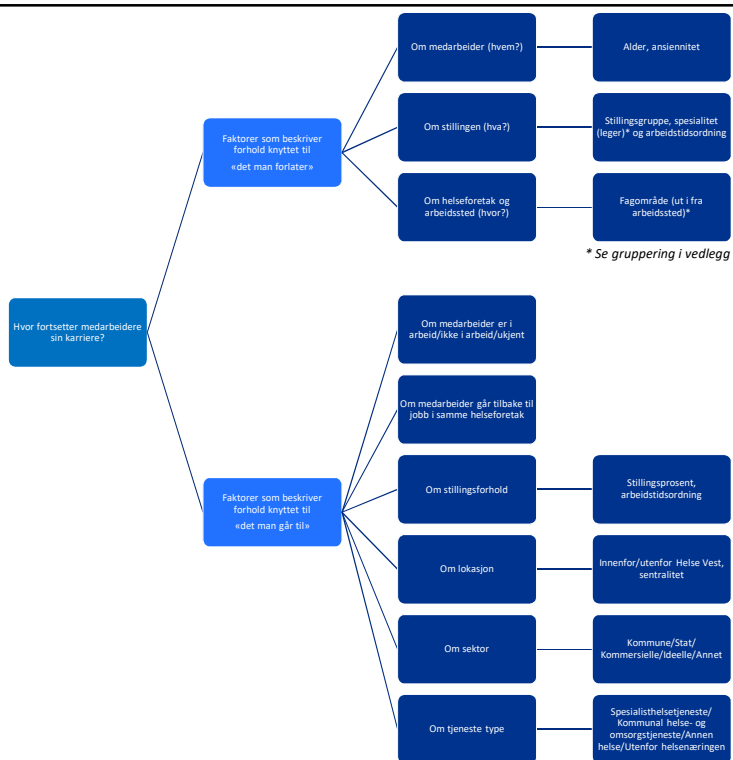 Hvor fortsetter medarbeidere
sin karriere?
Faktorer som beskriver
forhold knyttet til
«det man forlater»
Om medarbeider (hvem?)
Alder, ansiennitet
Om stillingen (hva?)
Stillingsgruppe, spesialitet
(leger)* og arbeidstidsordning
Om helseforetak og
arbeidssted (hvor?)
Fagområde (ut i fra
arbeidssted)*
* Se gruppering i vedlegg
Faktorer som beskriver
forhold knyttet til
«det man går til»
Om medarbeider er i
arbeid/ikke i arbeid/ukjent
Om medarbeider går tilbake til
jobb i samme helseforetak
Om stillingsforhold
Stillingsprosent,
arbeidstidsordning
Om lokasjon
Innenfor/utenfor Helse Vest,
sentralitet
Om sektor
Kommune/Stat/
Kommersielle/Ideelle/Annet
Om tjeneste type
Spesialisthelsetjeneste/
Kommunal helse- og
omsorgstjeneste/Annen
helse/Utenfor helsenæringen